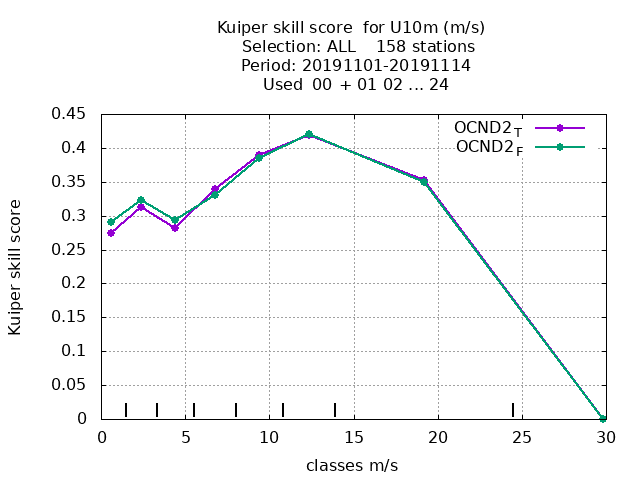 Kuiper skill score  for U10m (m/s)
Selection: ALL    158 stations
Period: 20191101-20191114
Used  00 + 01 02 ... 24
OCND2T
OCND2F
Kuiper skill score
0.45
0.4
0.35
0.3
0.25
0.2
0.15
0.1
0.05
0
0 5 10 15 20 25 30
classes m/s